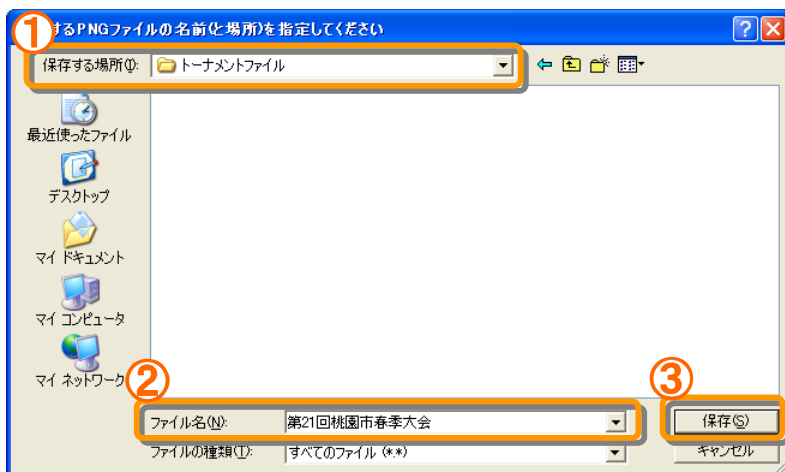 するPNGファイルの名前(と場所)を指定してください
①
保存する場所(I):
トーナメントファイル
最近使ったファイル
デスクトップ
マイ ドキュメント
マイ コンピュータ
マイ ネットワーク
②
③
ファイル名(N):
第21回桃園市春季大会
保存(S)
ファイルの種類(T):
すべてのファイル (*.*)
キャンセル